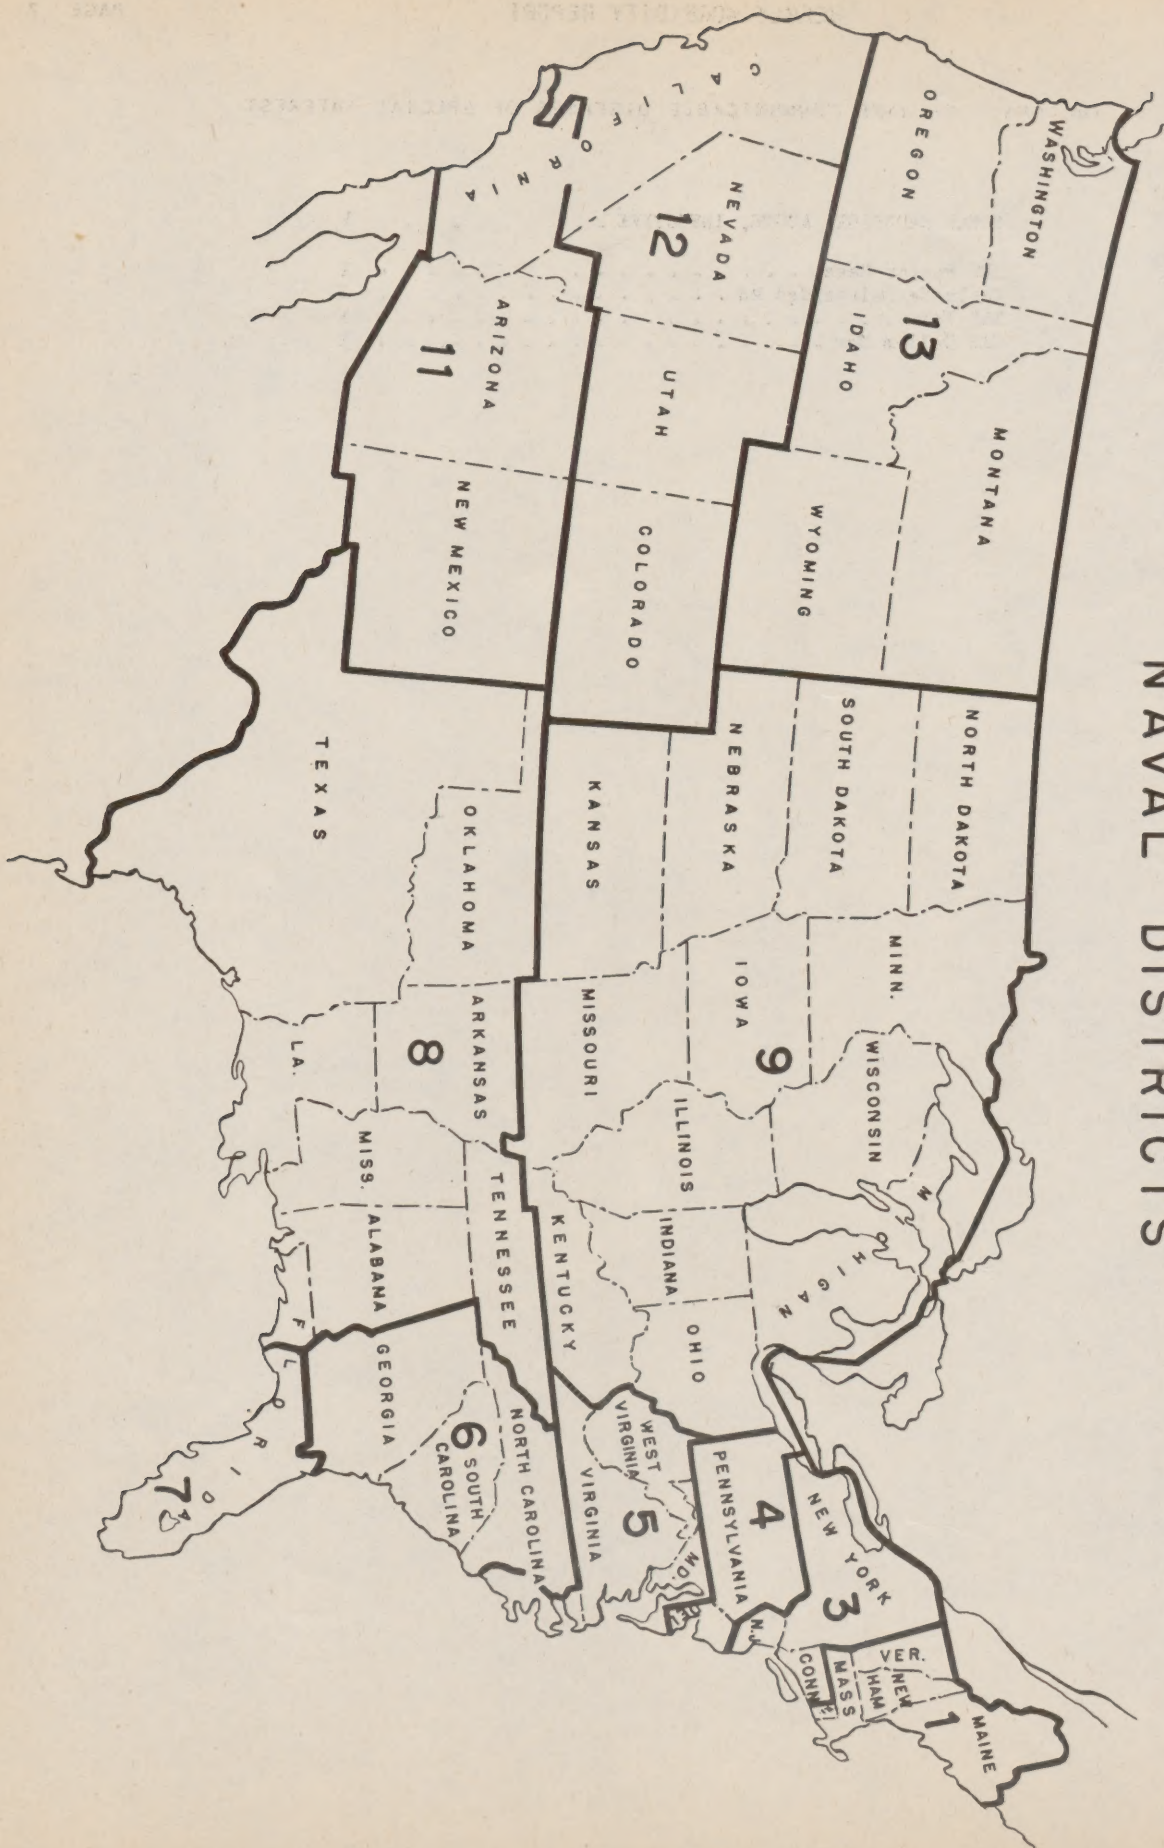 NAVAL DISTRICTS
WASHINGTON
OREGON
IDAHO
13
MONTANA
WYOMING
CALIFORNIA
NEVADA
12
UTAH
COLORADO
ARIZONA
11
NEW MEXICO
NORTH DAKOTA
SOUTH DAKOTA
NEBRASKA
KANSAS
MINN.
IOWA
9
WISCONSIN
MICHIGAN
MISSOURI
ILLINOIS
INDIANA
OHIO
KENTUCKY
TEXAS
OKLAHOMA
ARKANSAS
8
LA.
MISS.
ALABANA
TENNESSEE
GEORGIA
6
SOUTH
CAROLINA
NORTH CAROLINA
FLORIDA
7
WEST
VIRGINIA
VIRGINIA
5
MD.
PENNSYLVANIA
4
NEW YORK
3
N.J.
CONN
MASS
VER.
NEW
HAM
1
MAINE